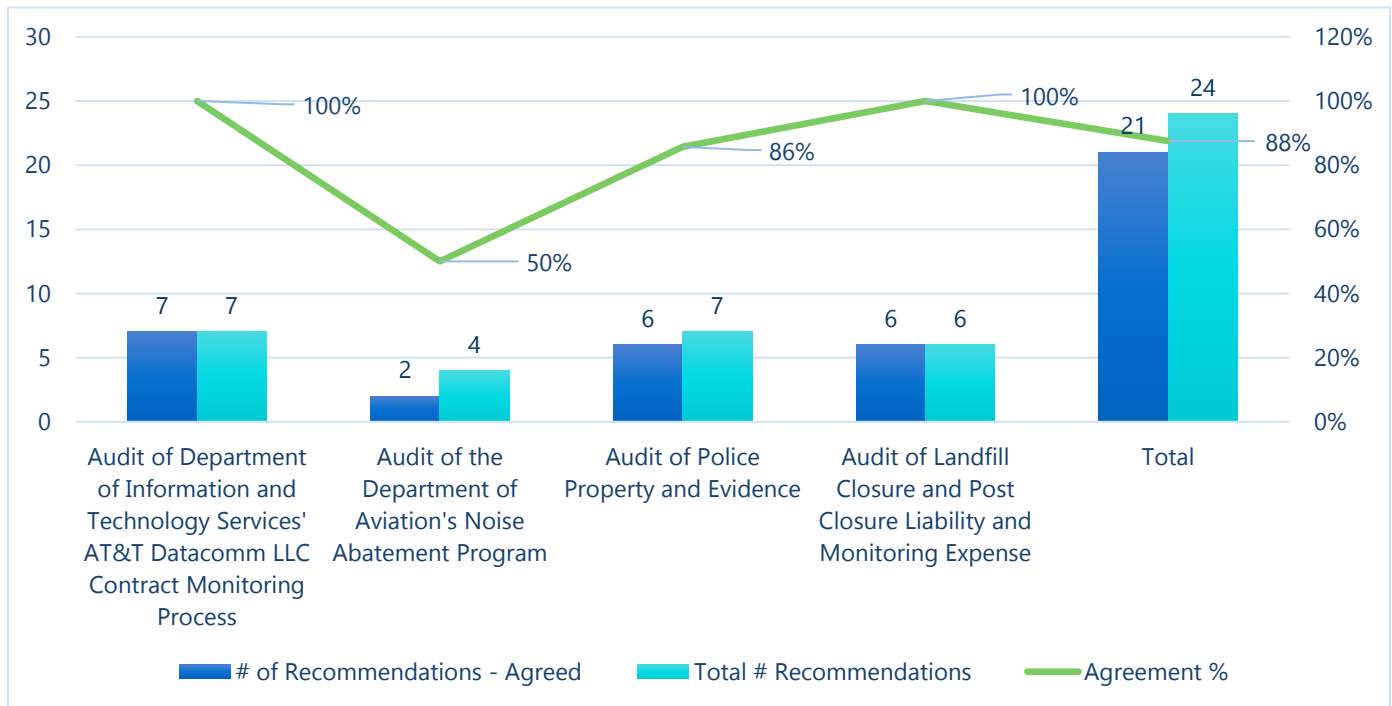 30
25
20
15
10
5
0
120%
100%
80%
60%
40%
20%
0%
100%
50%
86%
100%
88%
7
7
2
4
6
7
6
6
21
24
Audit of Department
of Information and
Technology Services'
AT&T Datacomm LLC
Contract Monitoring
Process
Audit of the
Department of
Aviation's Noise
Abatement Program
Audit of Police
Property and Evidence
Audit of Landfill
Closure and Post
Closure Liability and
Monitoring Expense
Total
# of Recommendations - Agreed
Total # Recommendations
Agreement %